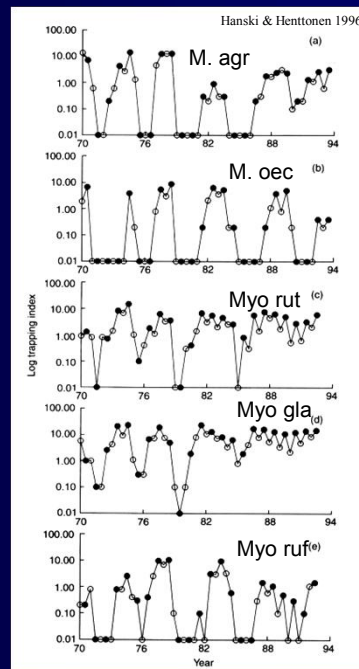 Hanski & Henttonen 1996
(a)
M. agr
100.00
10.00
1.00
0.10
0.01
70 76 82 88 94
(b)
M. oec
100.00
10.00
1.00
0.10
0.01
70 76 82 88 94
(c)
Myo rut
100.00
10.00
1.00
0.10
0.01
70 76 82 88 94
Log trapping index
Myo gla
(d)
100.00
10.00
1.00
0.10
0.01
70 76 82 88 94
Myo ruf
(e)
100.00
10.00
1.00
0.10
0.01
70 76 82 88 94
Year